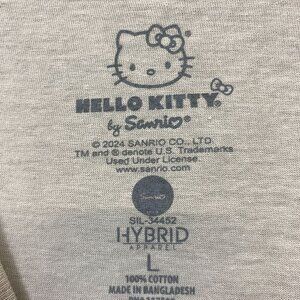 HELLO KITTY®
by Sanrio®
© 2024 SANRIO CO., LTD.
TM and ® denote U.S. Trademarks
Used Under License
www.sanrio.com
Sanrio
SIL-34452
HYBRID
APPAREL
L
100% COTTON
MADE IN BANGLADESH